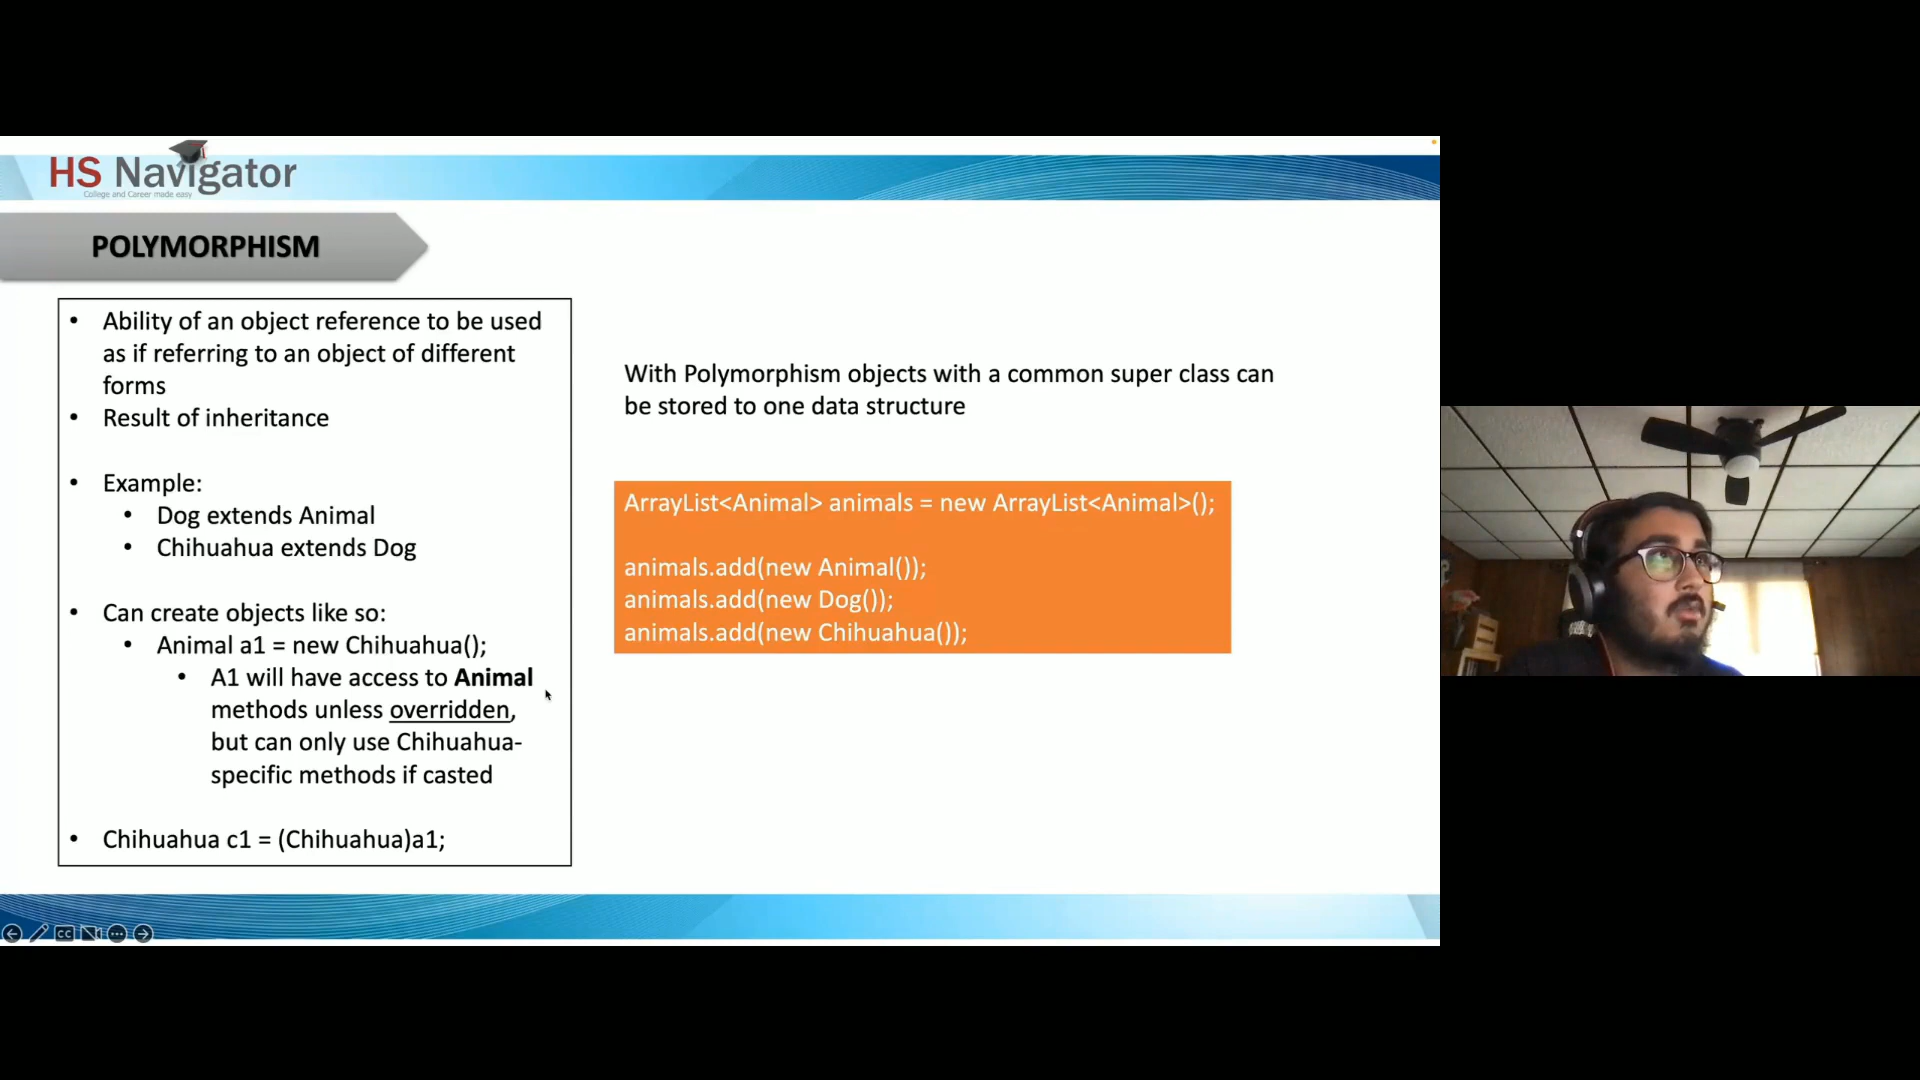 HS Navigator
College and Career made easy
POLYMORPHISM
• Ability of an object reference to be used
as if referring to an object of different
forms
• Result of inheritance
• Example:
• Dog extends Animal
• Chihuahua extends Dog
• Can create objects like so:
• Animal a1 = new Chihuahua();
• A1 will have access to Animal
methods unless overridden,
but can only use Chihuahua-
specific methods if casted
• Chihuahua c1 = (Chihuahua)a1;
With Polymorphism objects with a common super class can
be stored to one data structure
ArrayList<Animal> animals = new ArrayList<Animal>();
animals.add(new Animal());
animals.add(new Dog());
animals.add(new Chihuahua());
CC